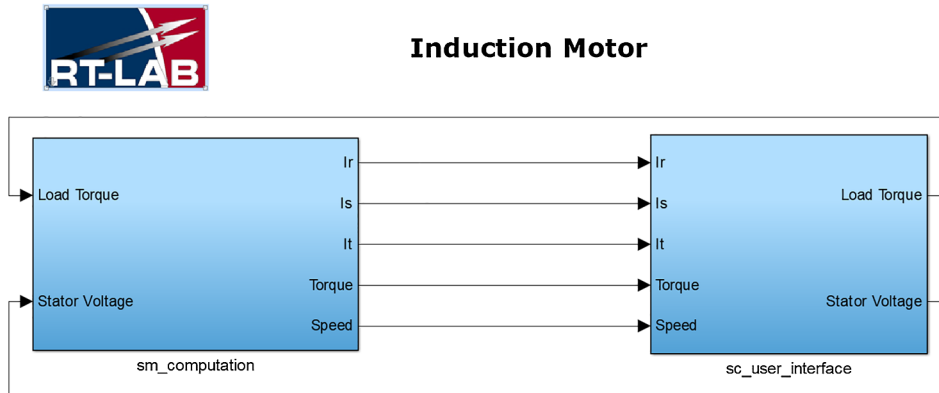 RT-LAB
Induction Motor
Load Torque
Stator Voltage
Ir
Is
It
Torque
Speed
sm_computation
Ir
Is
It
Torque
Speed
Load Torque
Stator Voltage
sc_user_interface